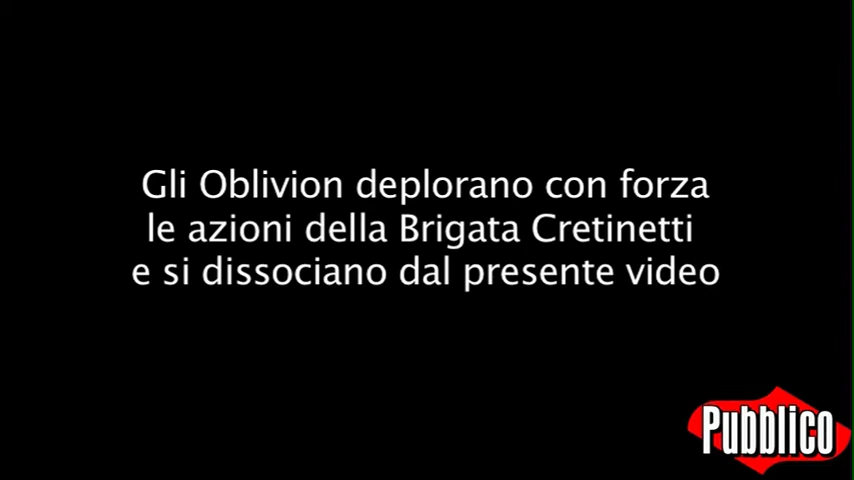 Gli Oblivion deplorano con forza
le azioni della Brigata Cretinetti
e si dissociano dal presente video
Pubblico